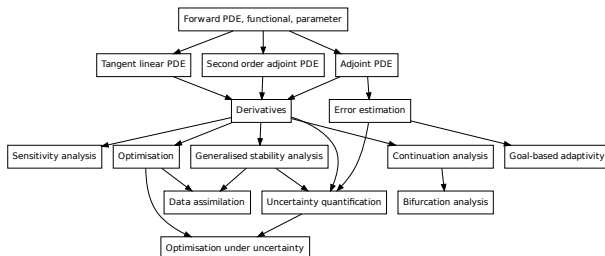 Forward PDE, functional, parameter
Tangent linear PDE
Second order adjoint PDE
Adjoint PDE
Derivatives
Error estimation
Sensitivity analysis
Optimisation
Generalised stability analysis
Continuation analysis
Goal-based adaptivity
Data assimilation
Uncertainty quantification
Bifurcation analysis
Optimisation under uncertainty